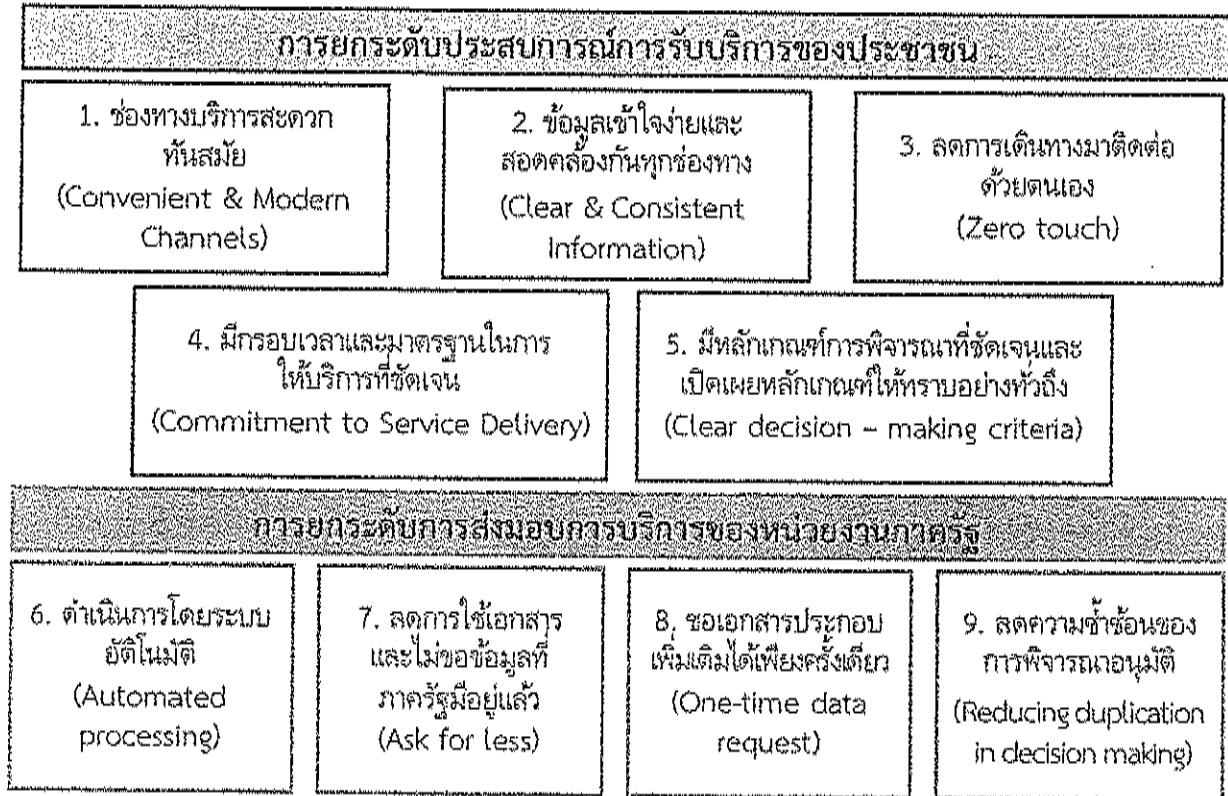 การยกระดับประสบการณ์การรับบริการของประชาชน
1. ช่องทางบริการสะดวก
ทันสมัย
(Convenient & Modern
Channels)
2. ข้อมูลเข้าใจง่ายและ
สอดคล้องกันทุกช่องทาง
(Clear & Consistent
Information)
3. ลดการเดินทางมาติดต่อ
ด้วยตนเอง
(Zero touch)
4. มีกรอบเวลาและมาตรฐานในการ
ให้บริการที่ชัดเจน
(Commitment to Service Delivery)
5. มีหลักเกณฑ์การพิจารณาที่ชัดเจนและ
เปิดเผยหลักเกณฑ์ให้ทราบอย่างทั่วถึง
(Clear decision – making criteria)
การยกระดับการส่งมอบการบริการของหน่วยงานภาครัฐ
6. ดำเนินการโดยระบบ
อัติโนมัติ
(Automated
processing)
7. ลดการใช้เอกสาร
และไม่ขอข้อมูลที่
ภาครัฐมีอยู่แล้ว
(Ask for less)
8. ขอเอกสารประกอบ
เพิ่มเติมได้เพียงครั้งเดียว
(One-time data
request)
9. ลดความซ้ำซ้อนของ
การพิจารณาอนุมัติ
(Reducing duplication
in decision making)